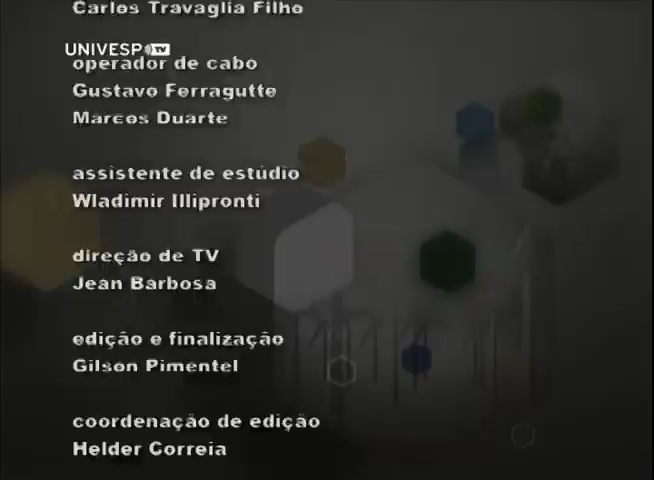 Carlos Travaglia Filho
UNIVESP TV
operador de cabo
Gustavo Ferragutte
Marcos Duarte
assistente de estúdio
Wladimir Illipronti
direção de TV
Jean Barbosa
edição e finalização
Gilson Pimentel
coordenação de edição
Helder Correia